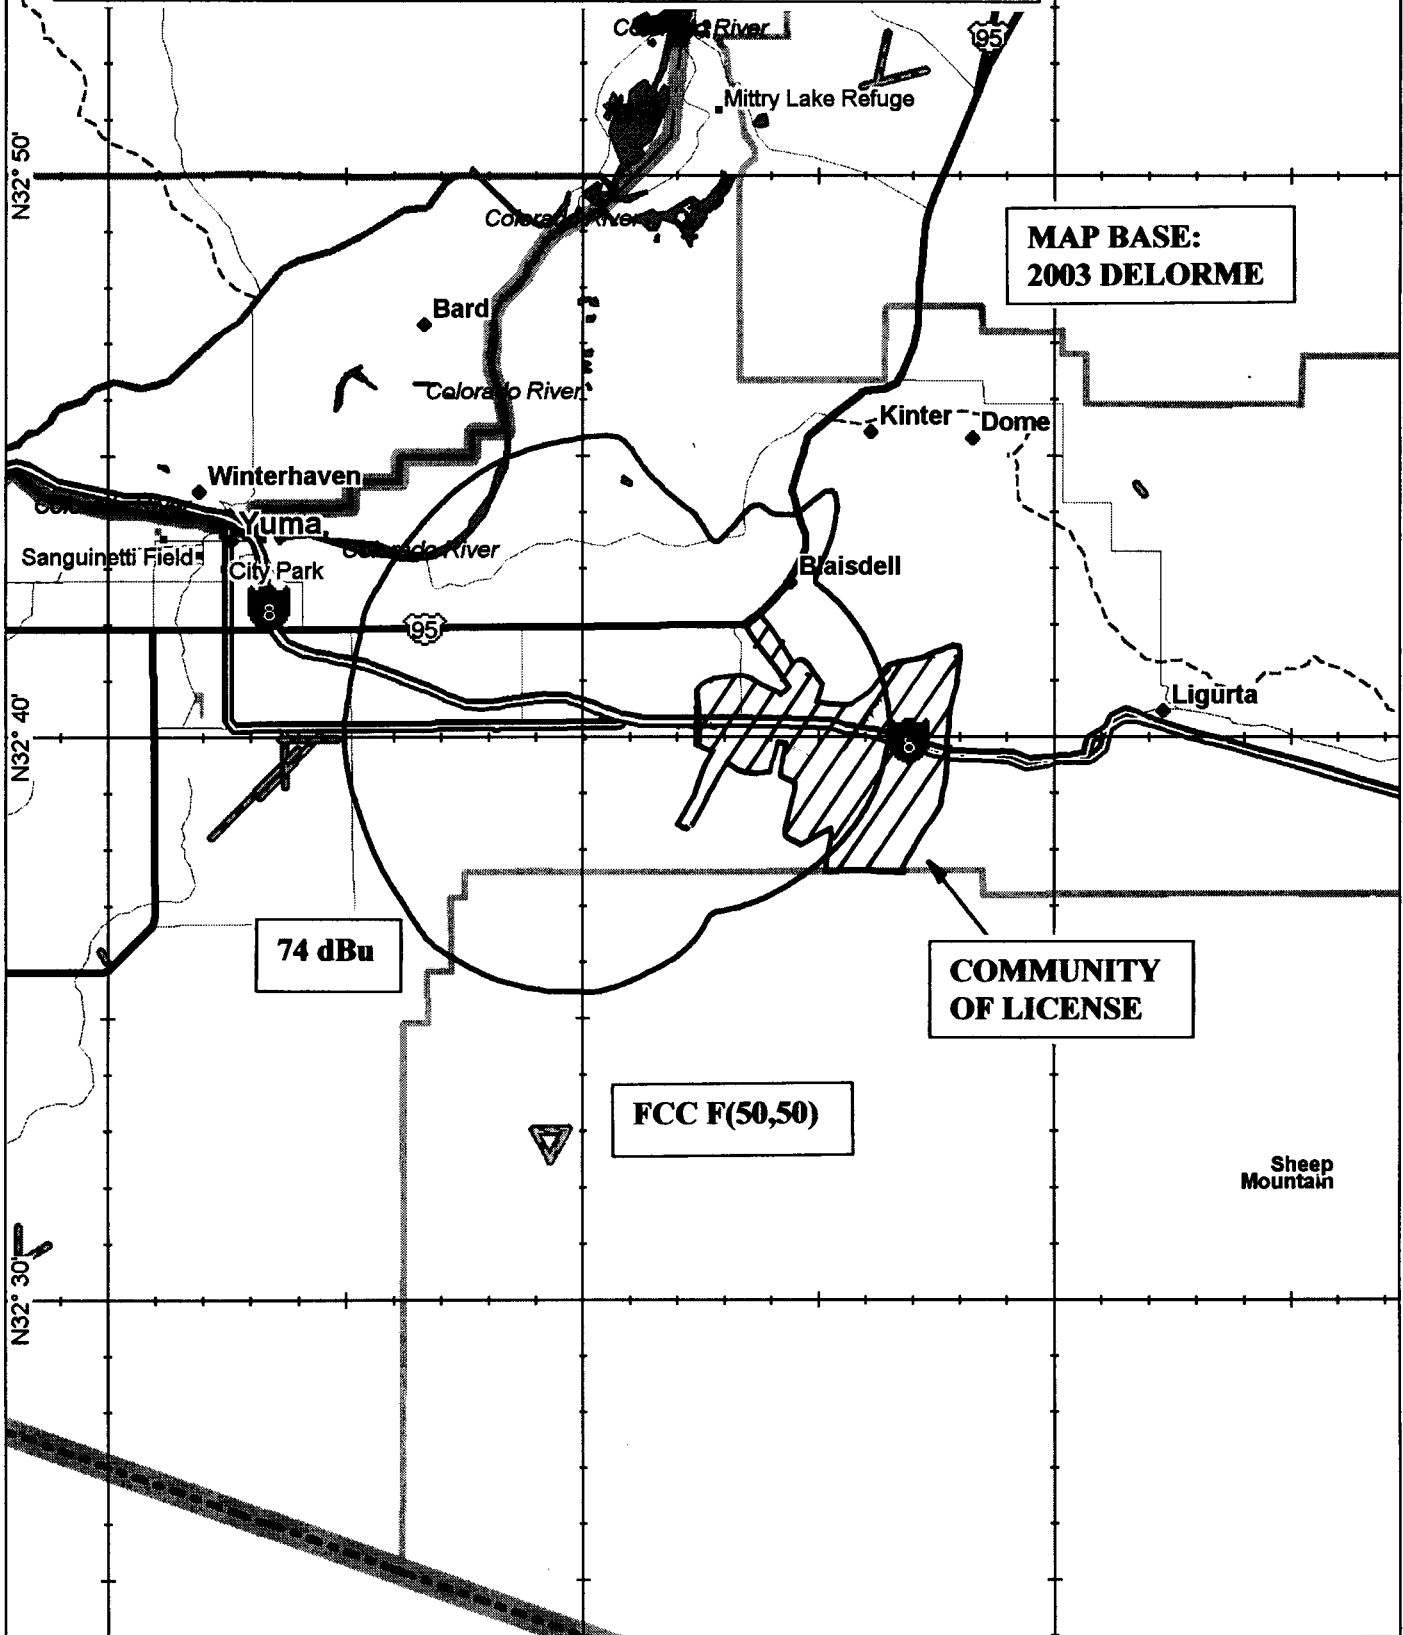 Colorado River
95
Mittry Lake Refuge
N32° 50'
Colorado River
MAP BASE:
2003 DELORME
Bard
Colorado River
Kinter
Dome
Winterhaven
Yuma
Sanguinetti Field
City Park
Colorado River
Blaisdell
8
95
Ligurta
N32° 40'
8
74 dBu
COMMUNITY
OF LICENSE
FCC F(50,50)
Sheep
Mountain
N32° 30'